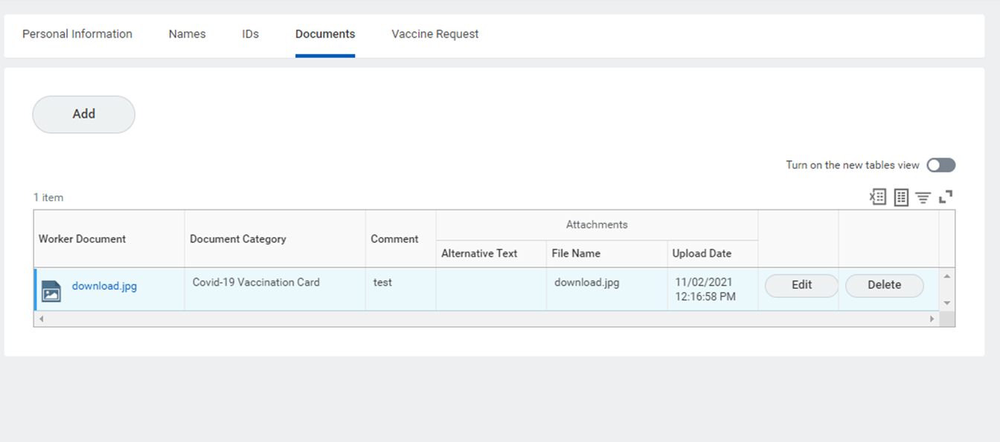 Personal Information Names IDs Documents Vaccine Request
Add
Turn on the new tables view
1 item
Attachments
Worker Document Document Category Comment
Alternative Text File Name Upload Date
download.jpg Covid-19 Vaccination Card test download.jpg 11/02/2021 Edit Delete
12:16:58 PM